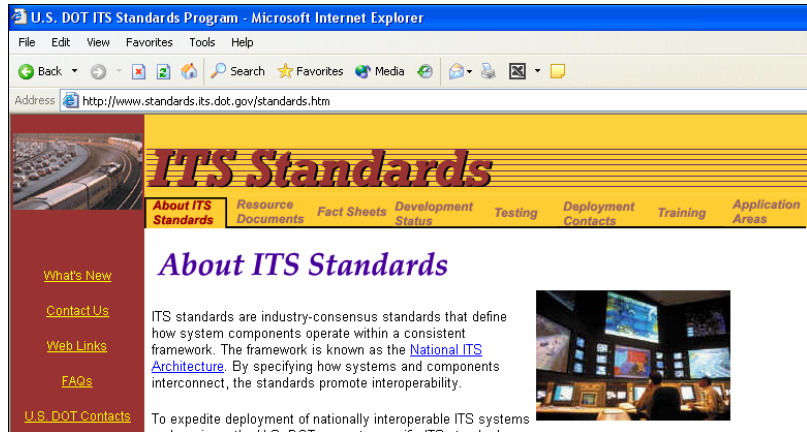 U.S. DOT ITS Standards Program - Microsoft Internet Explorer
File Edit View Favorites Tools Help
Back Search Favorites Media
Address http://www.standards.its.dot.gov/standards.htm
ITS Standards
About ITS Standards
Resource Documents
Fact Sheets
Development Status
Testing
Deployment Contacts
Training
Application Areas
What's New
Contact Us
Web Links
FAQs
U.S. DOT Contacts
About ITS Standards
ITS standards are industry-consensus standards that define
how system components operate within a consistent
framework. The framework is known as the National ITS
Architecture. By specifying how systems and components
interconnect, the standards promote interoperability.
To expedite deployment of nationally interoperable ITS systems